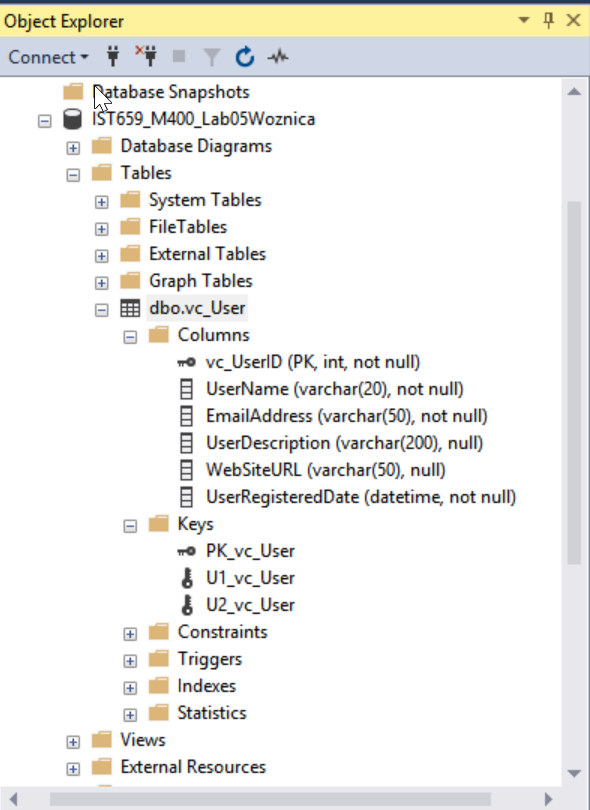 Object Explorer
Connect
Database Snapshots
IST659_M400_Lab05Woznica
Database Diagrams
Tables
System Tables
FileTables
External Tables
Graph Tables
dbo.vc_User
Columns
vc_UserID (PK, int, not null)
UserName (varchar(20), not null)
EmailAddress (varchar(50), not null)
UserDescription (varchar(200), null)
WebSiteURL (varchar(50), null)
UserRegisteredDate (datetime, not null)
Keys
PK_vc_User
U1_vc_User
U2_vc_User
Constraints
Triggers
Indexes
Statistics
Views
External Resources